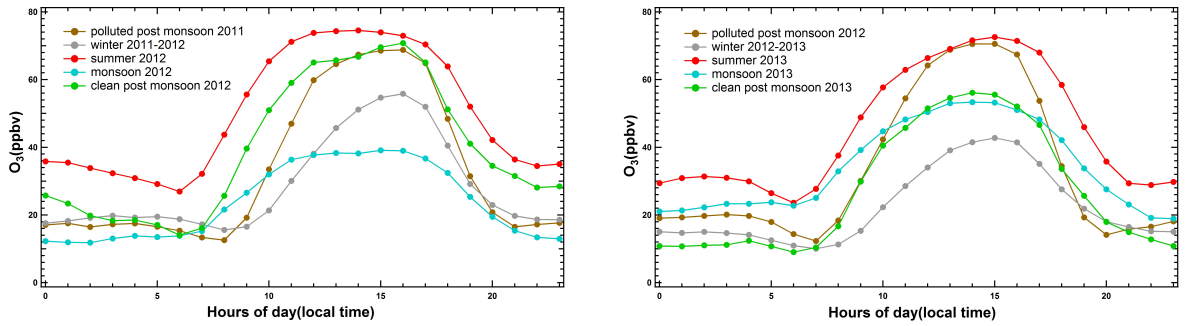 80
60
40
20
0
O3(ppbv)
polluted post monsoon 2011
winter 2011-2012
summer 2012
monsoon 2012
clean post monsoon 2012
0 5 10 15 20
Hours of day(local time)
80
60
40
20
0
O3(ppbv)
polluted post monsoon 2012
winter 2012-2013
summer 2013
monsoon 2013
clean post monsoon 2013
0 5 10 15 20
Hours of day(local time)